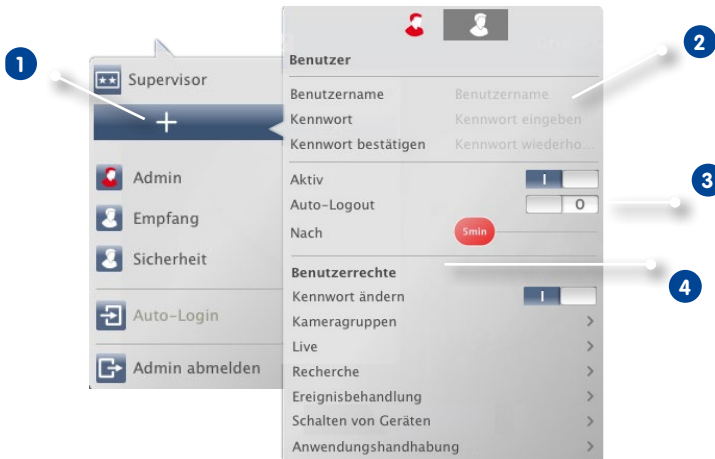 1
Supervisor
+
Admin
Empfang
Sicherheit
Auto-Login
Admin abmelden
Benutzer
2
Benutzername Benutzername
Kennwort Kennwort eingeben
Kennwort bestätigen Kennwort wiederho...
Aktiv I
3
Auto-Logout O
Nach 5min
4
Benutzerrechte
Kennwort ändern I
Kameragruppen >
Live >
Recherche >
Ereignisbehandlung >
Schalten von Geräten >
Anwendungshandhabung >